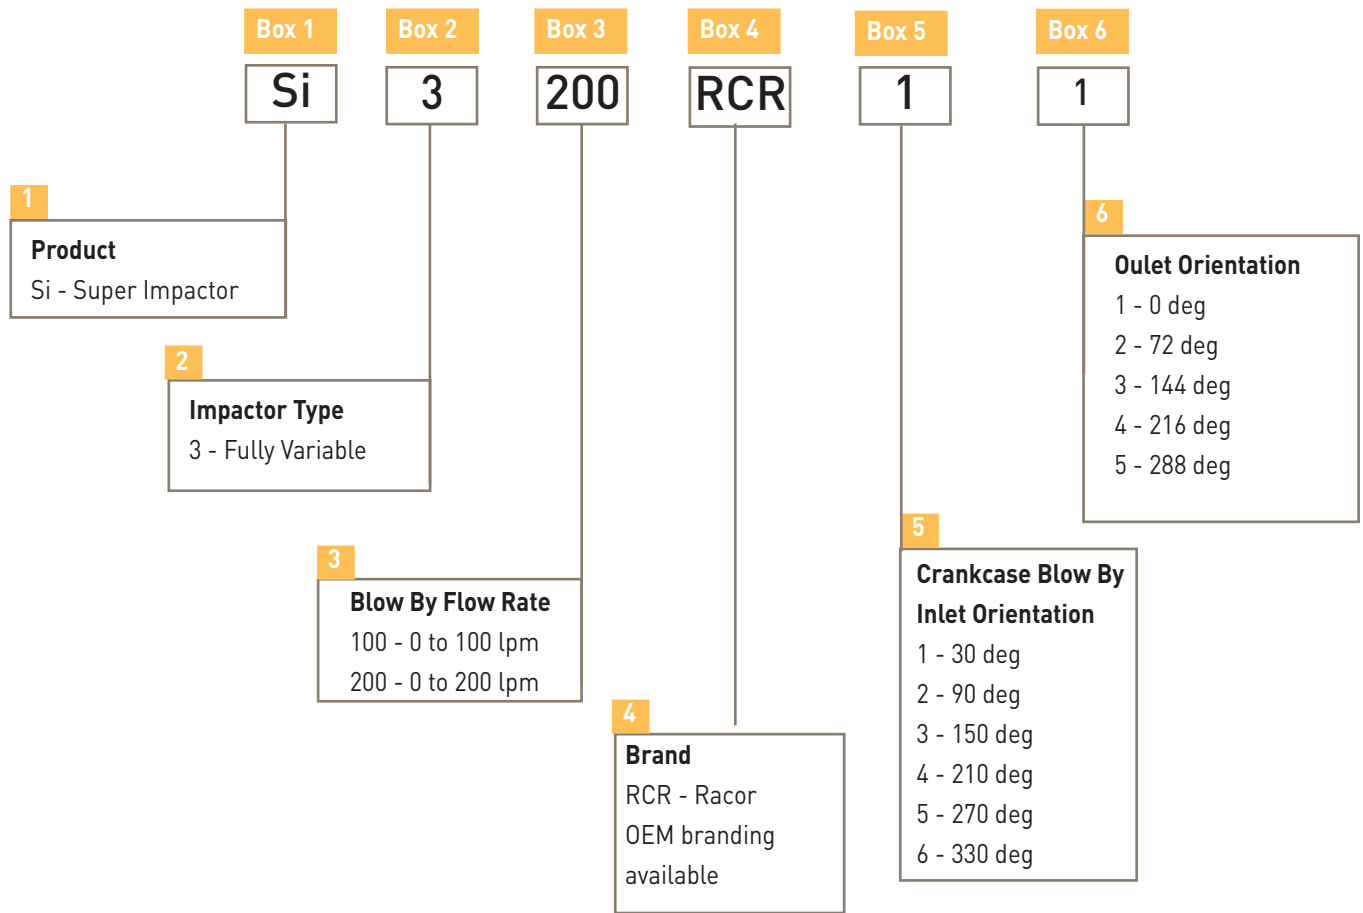 Box 1 Box 2 Box 3 Box 4 Box 5 Box 6
Si 3 200 RCR 1 1
1
Product
Si - Super Impactor
2
Impactor Type
3 - Fully Variable
3
Blow By Flow Rate
100 - 0 to 100 lpm
200 - 0 to 200 lpm
4
Brand
RCR - Racor
OEM branding
available
5
Crankcase Blow By
Inlet Orientation
1 - 30 deg
2 - 90 deg
3 - 150 deg
4 - 210 deg
5 - 270 deg
6 - 330 deg
6
Oulet Orientation
1 - 0 deg
2 - 72 deg
3 - 144 deg
4 - 216 deg
5 - 288 deg